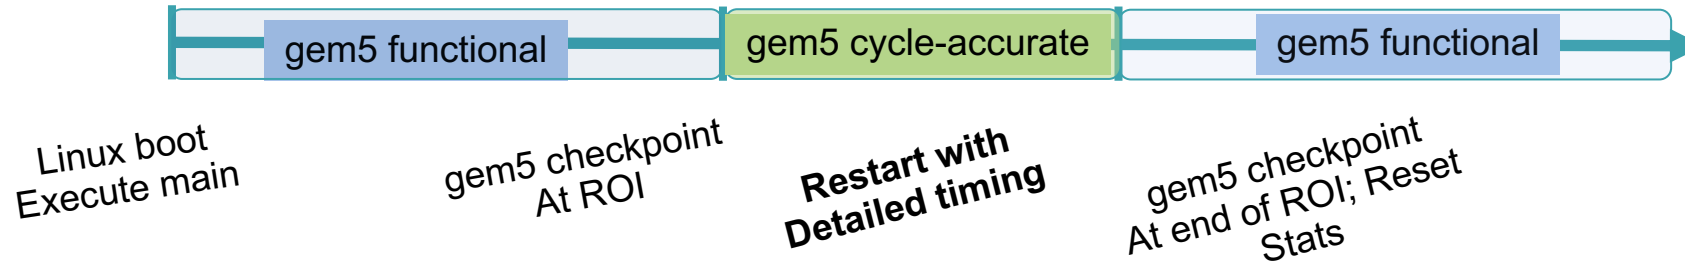 gem5 functional
gem5 cycle-accurate
gem5 functional
Linux boot
Execute main
gem5 checkpoint
At ROI
Restart with
Detailed timing
gem5 checkpoint
At end of ROI; Reset
Stats